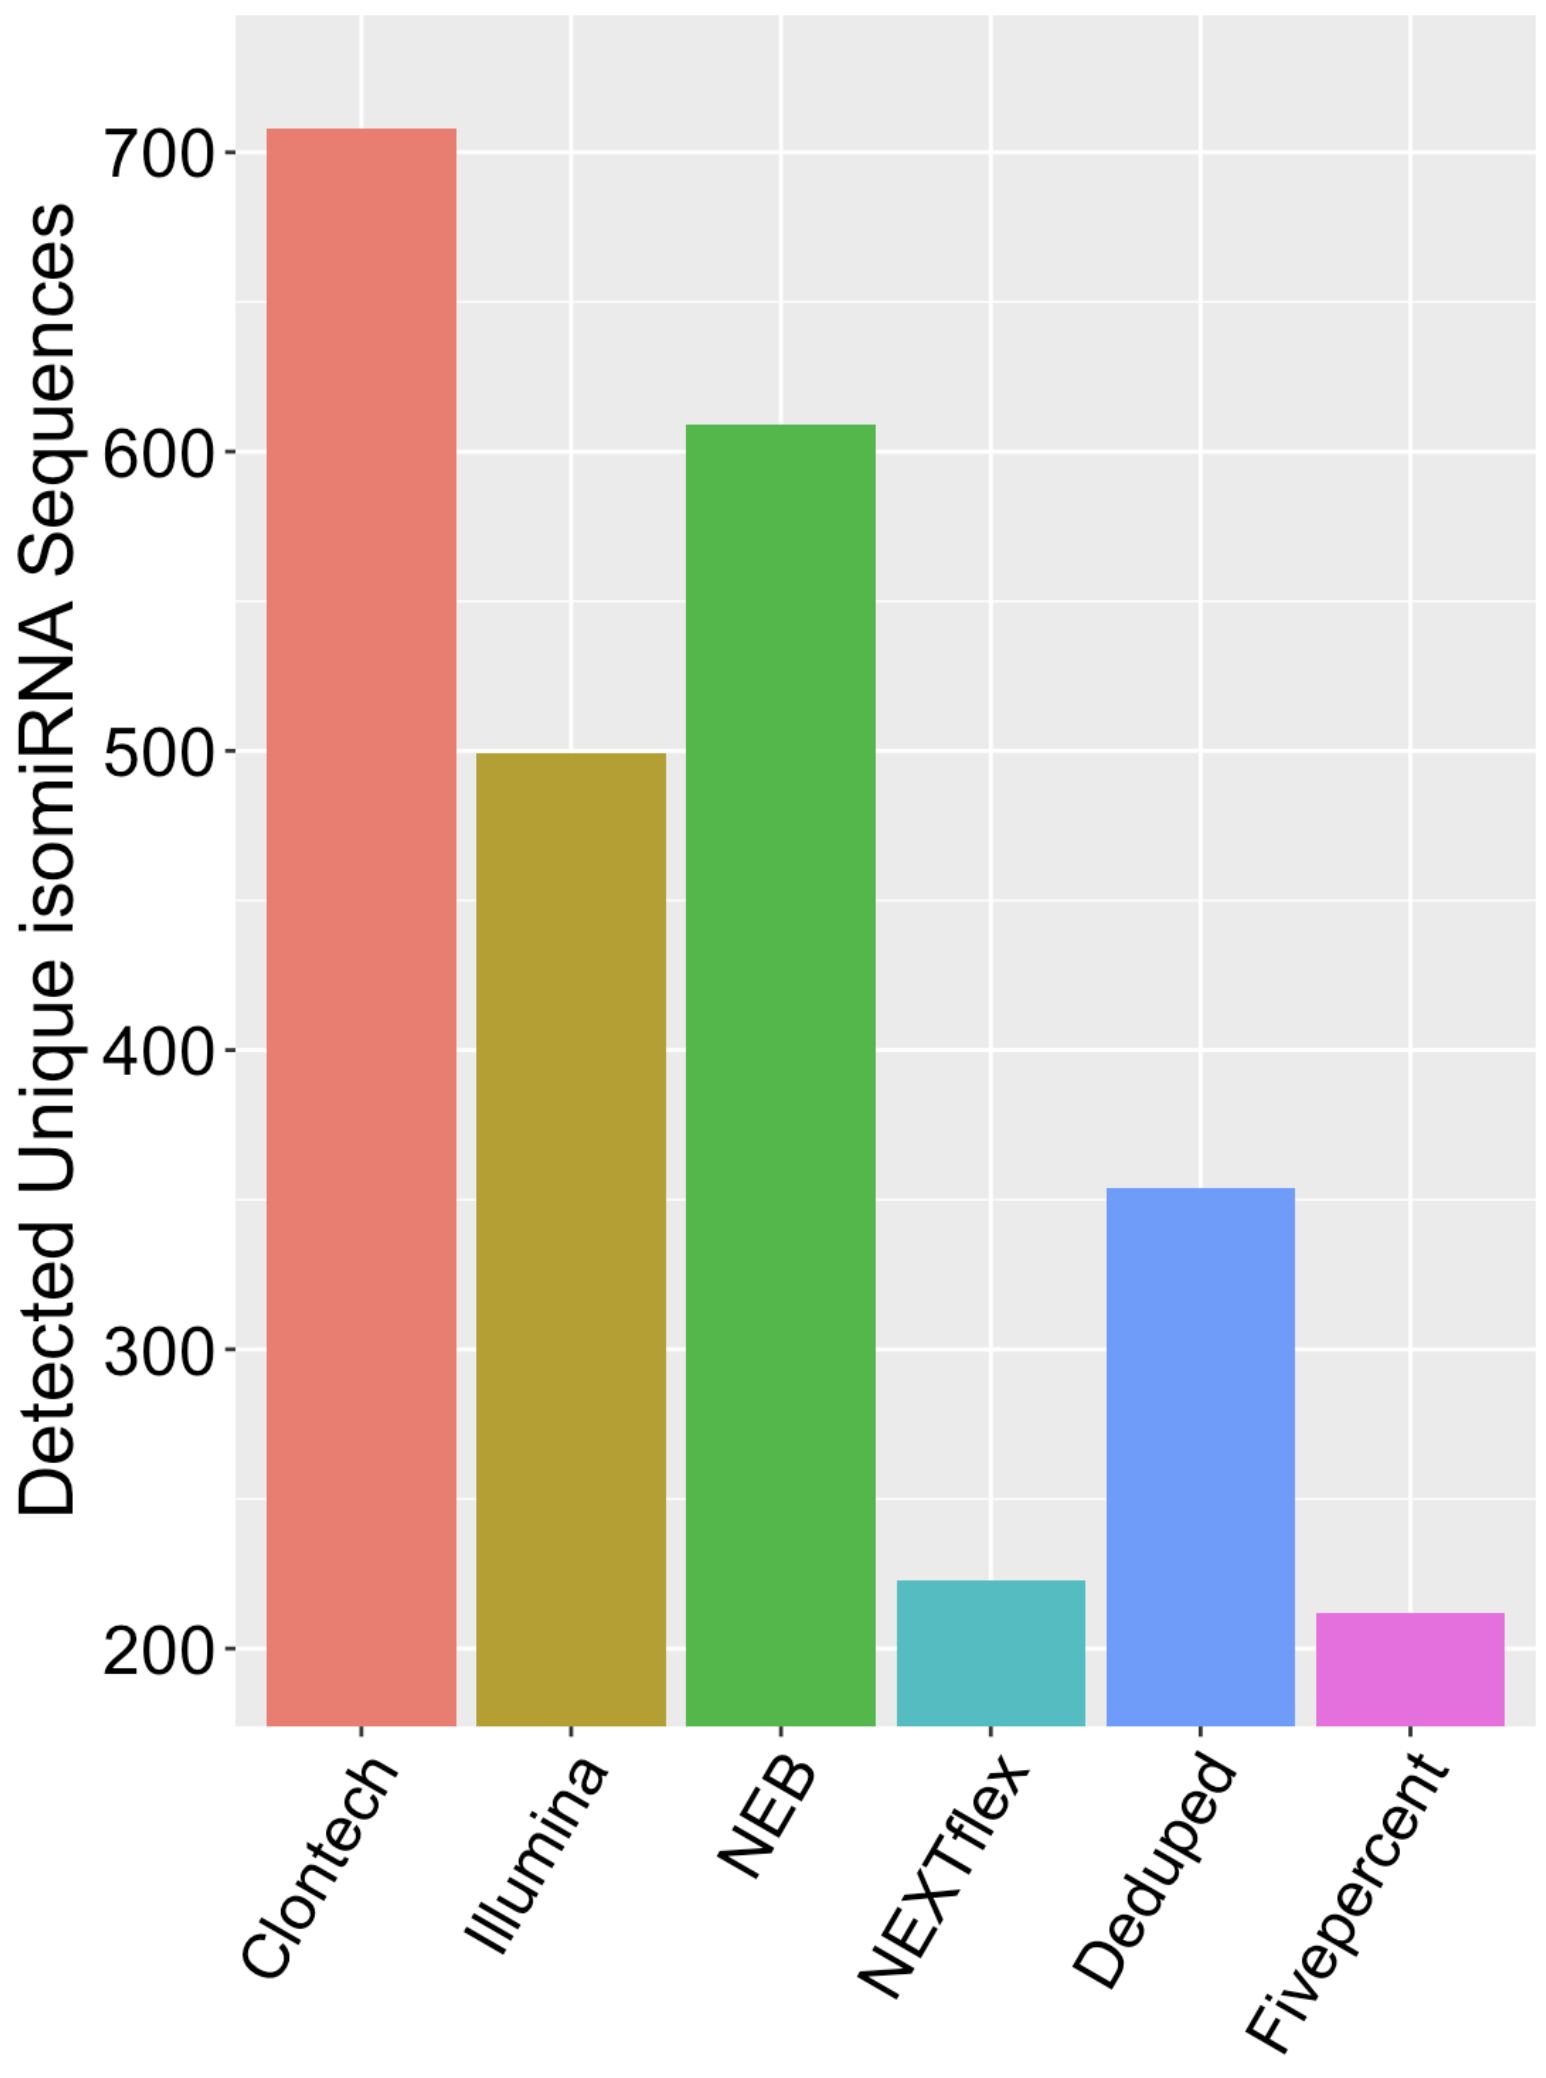 Detected Unique isomiRNA Sequences
700
600
500
400
300
200
Clontech
Illumina
NEB
NEXTflex
Deduped
Fivepercent